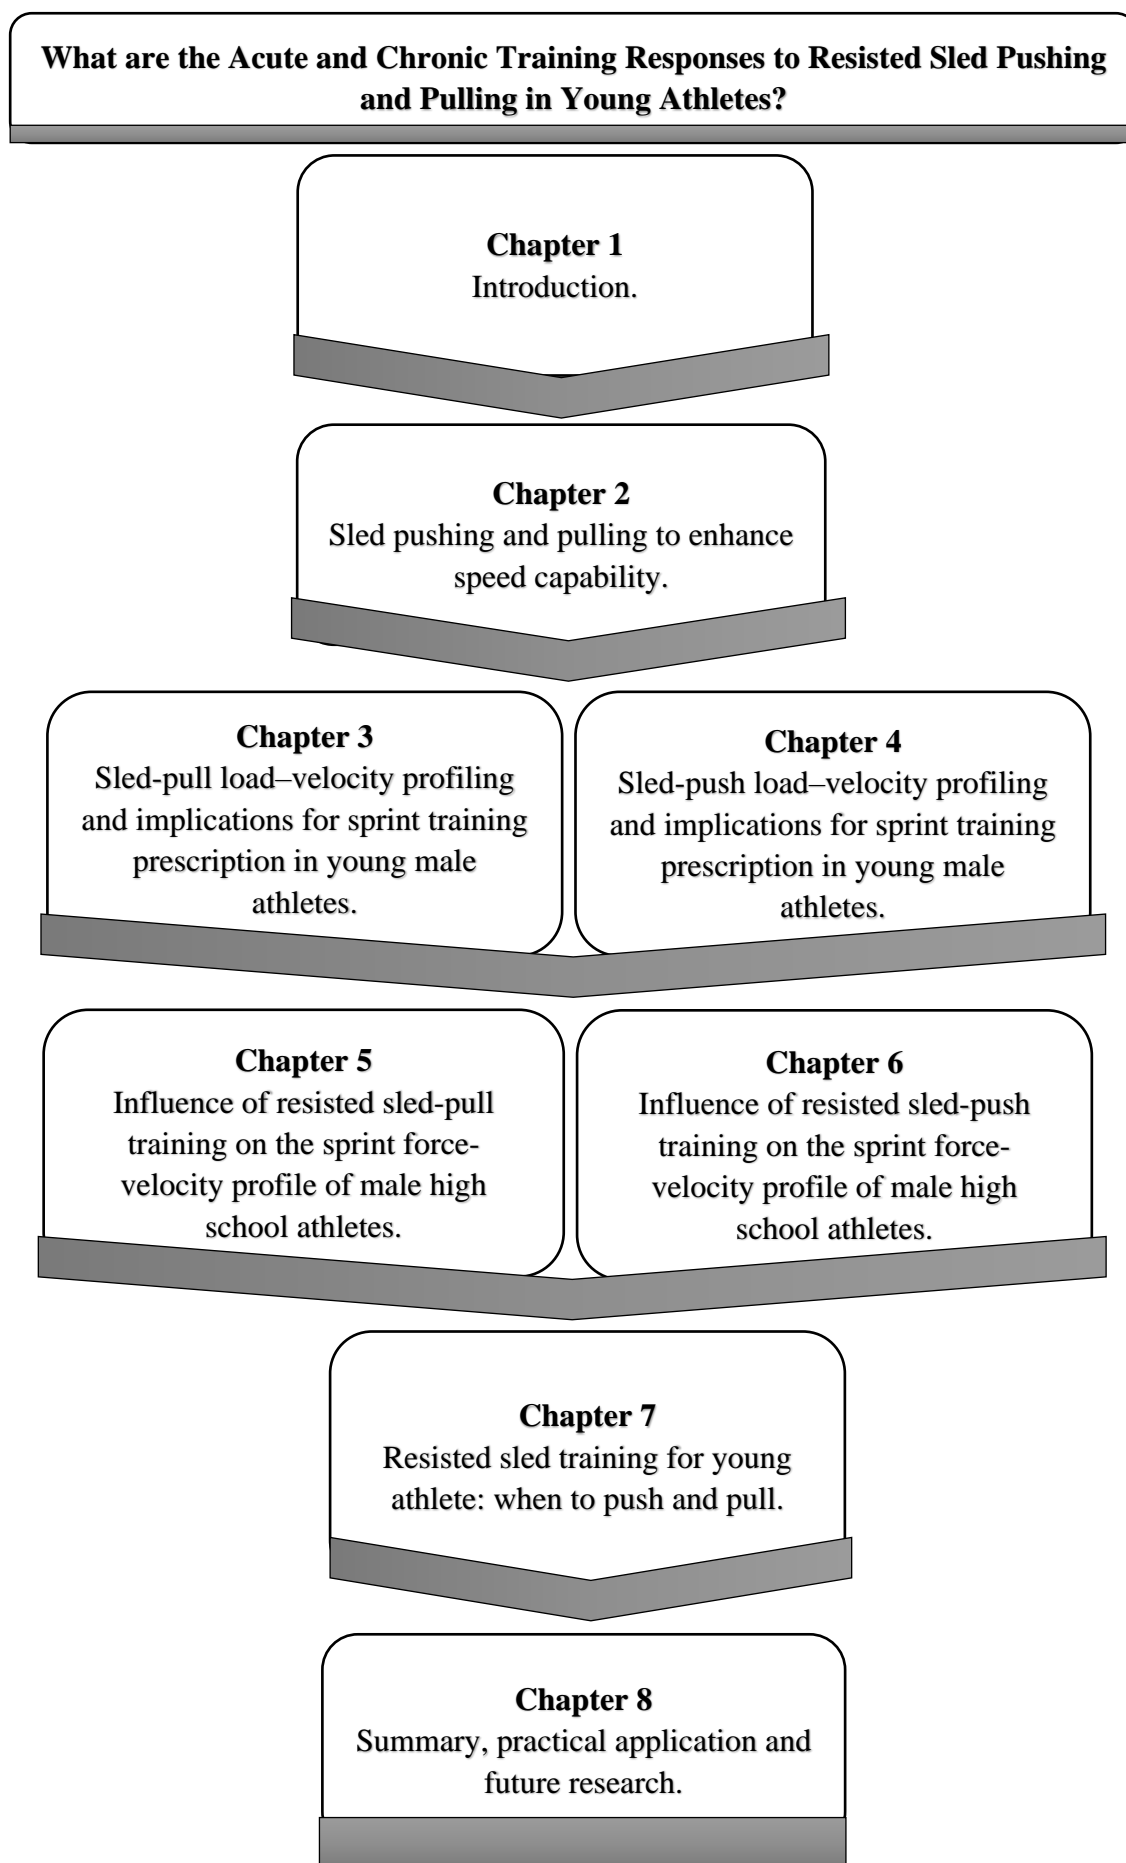 What are the Acute and Chronic Training Responses to Resisted Sled Pushing
and Pulling in Young Athletes?
Chapter 1
Introduction.
Chapter 2
Sled pushing and pulling to enhance
speed capability.
Chapter 3
Sled-pull load–velocity profiling
and implications for sprint training
prescription in young male
athletes.
Chapter 4
Sled-push load–velocity profiling
and implications for sprint training
prescription in young male
athletes.
Chapter 5
Influence of resisted sled-pull
training on the sprint force-
velocity profile of male high
school athletes.
Chapter 6
Influence of resisted sled-push
training on the sprint force-
velocity profile of male high
school athletes.
Chapter 7
Resisted sled training for young
athlete: when to push and pull.
Chapter 8
Summary, practical application and
future research.